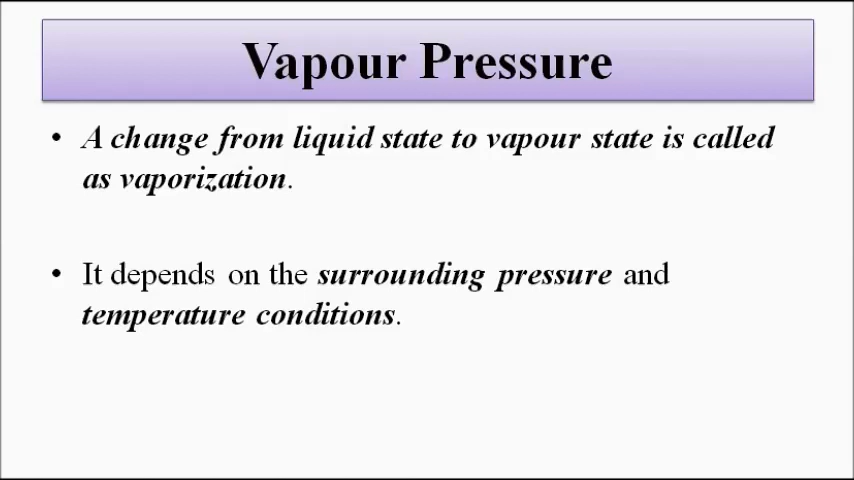 Vapour Pressure
• A change from liquid state to vapour state is called
as vaporization.
• It depends on the surrounding pressure and
temperature conditions.